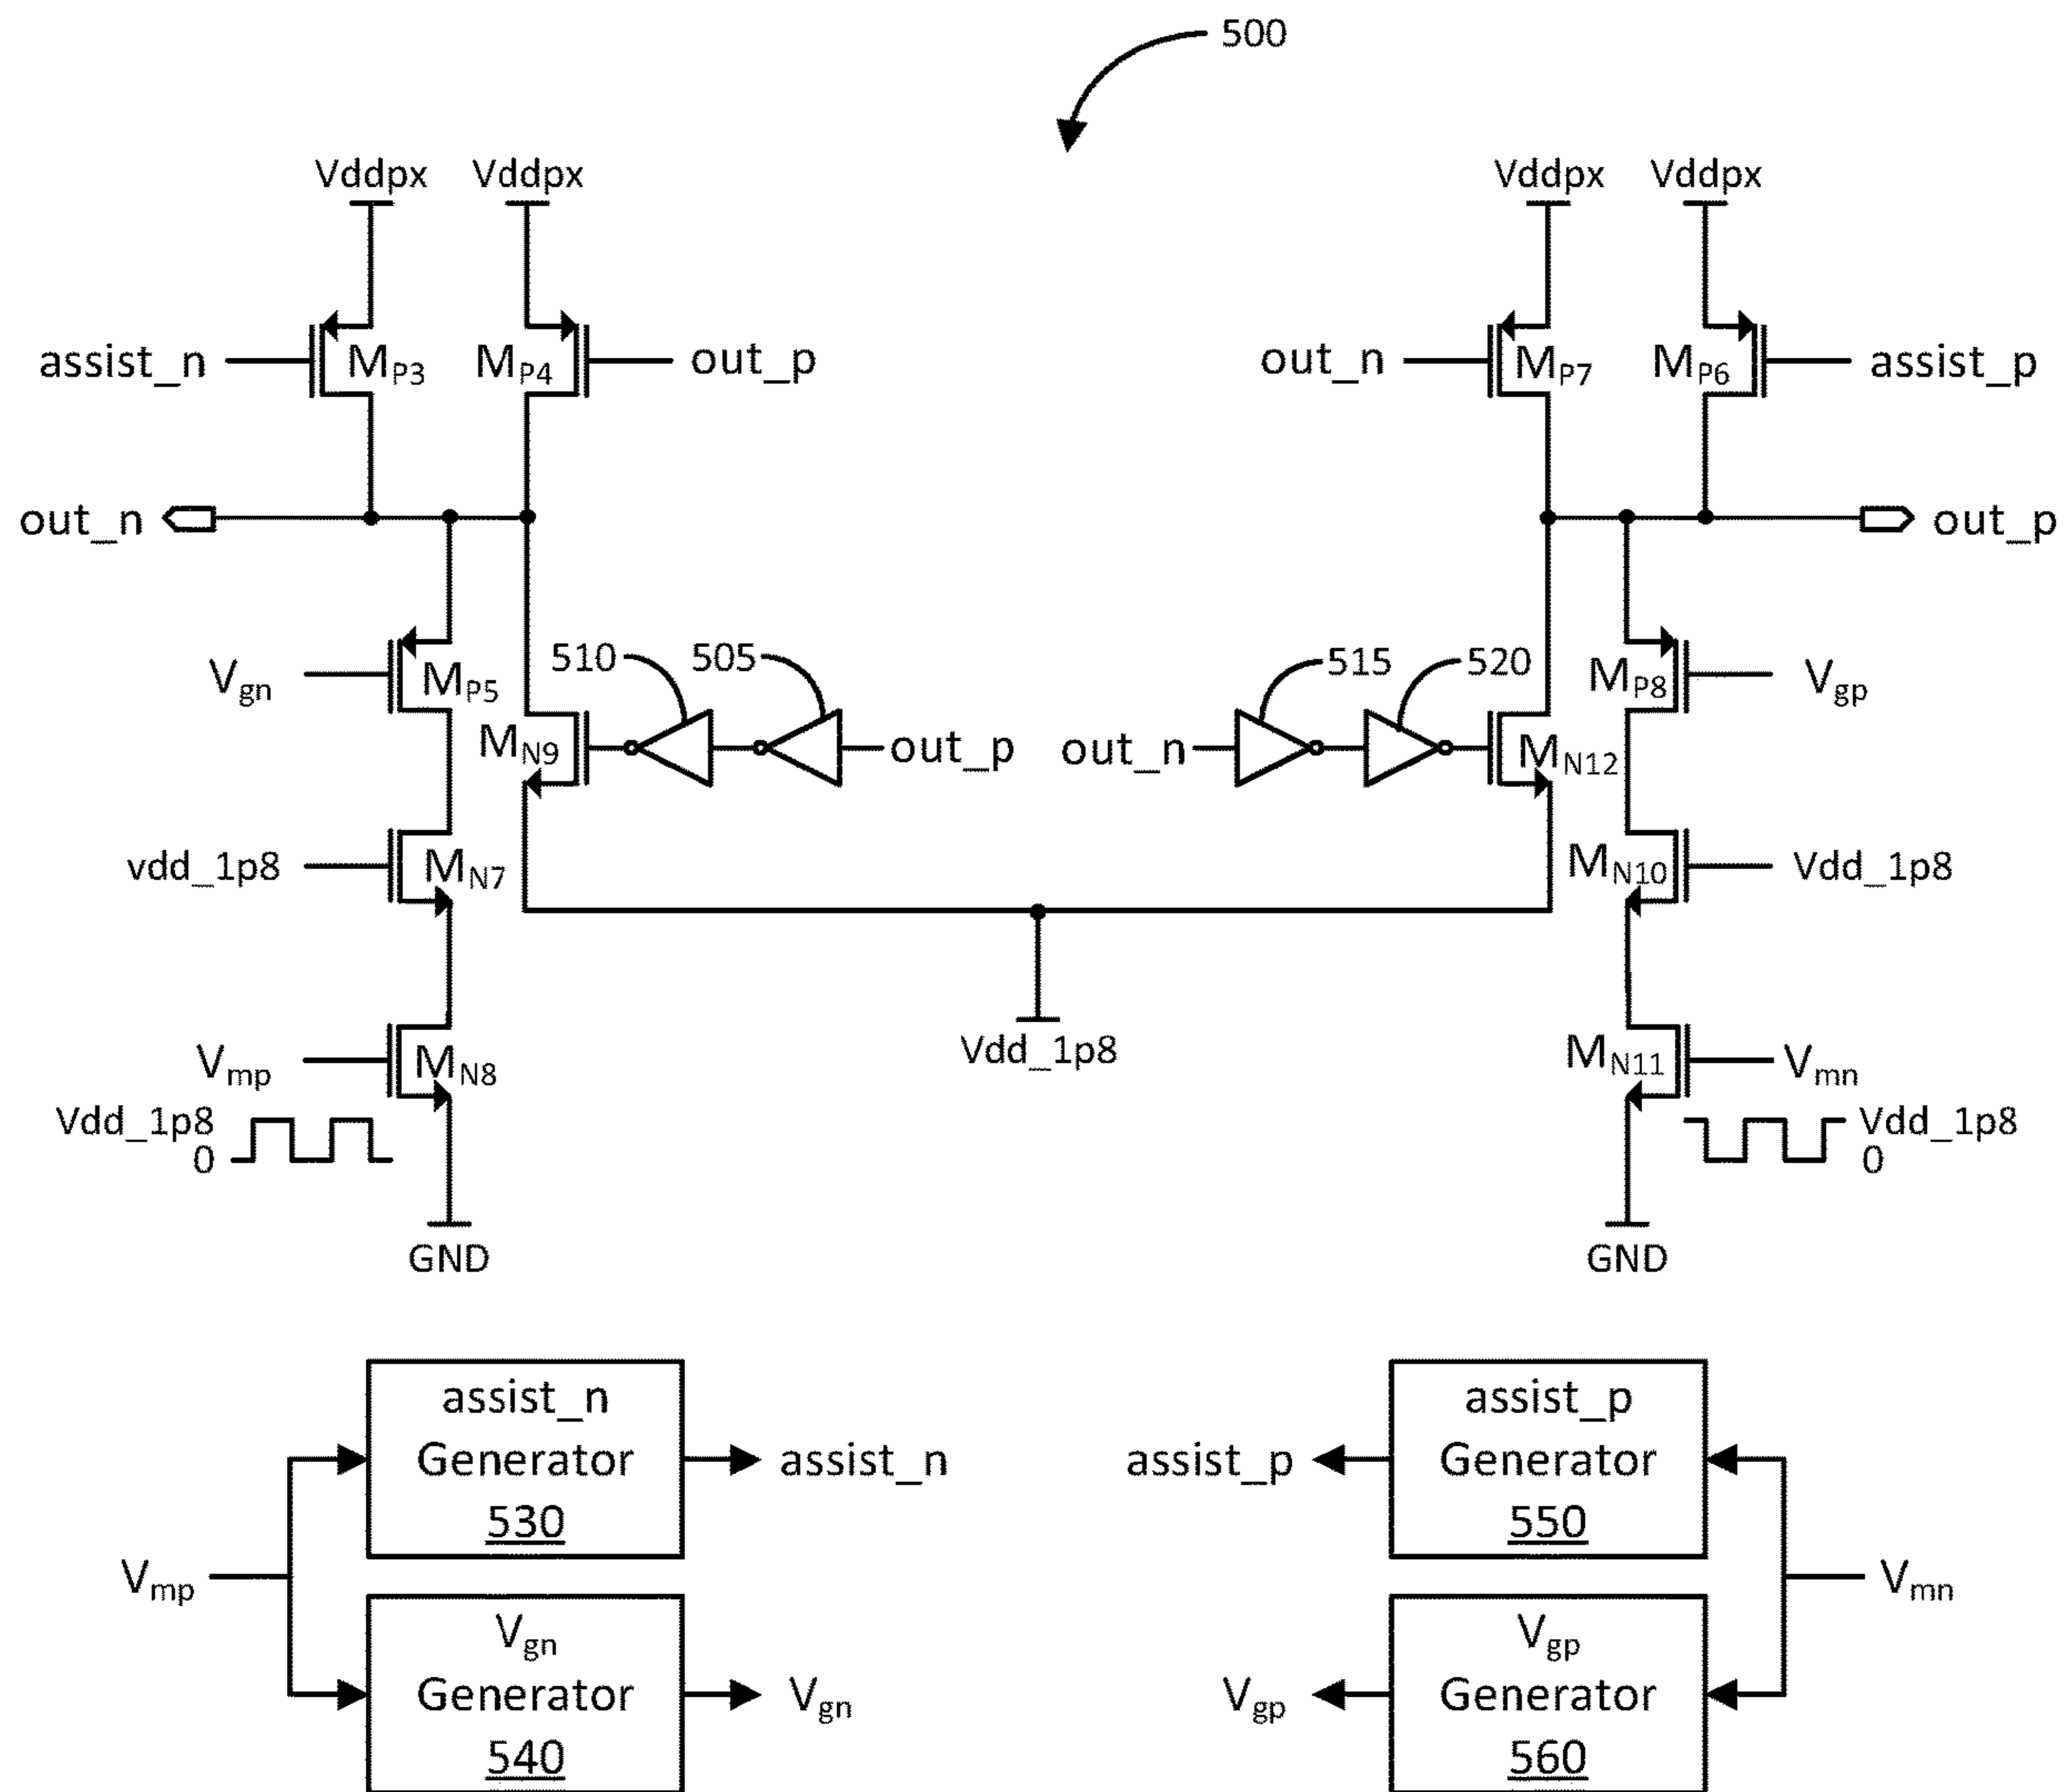 500
Vddpx Vddpx Vddpx Vddpx
assist_n MP3 MP4 out_p out_n MP7 MP6 assist_p
out_n out_p
Vgn MP5 510 505 515 520 MP8 Vgp
MN9 out_p out_n MN12
vdd_1p8 MN7 MN10 Vdd_1p8
Vdd_1p8
Vmp MN8 MN11 Vmn
Vdd_1p8 Vdd_1p8
0 0
GND GND
assist_n assist_p
Generator assist_n assist_p Generator
530 550
Vmp Vmn
Vgn Vgp
Generator Vgn Vgp Generator
540 560